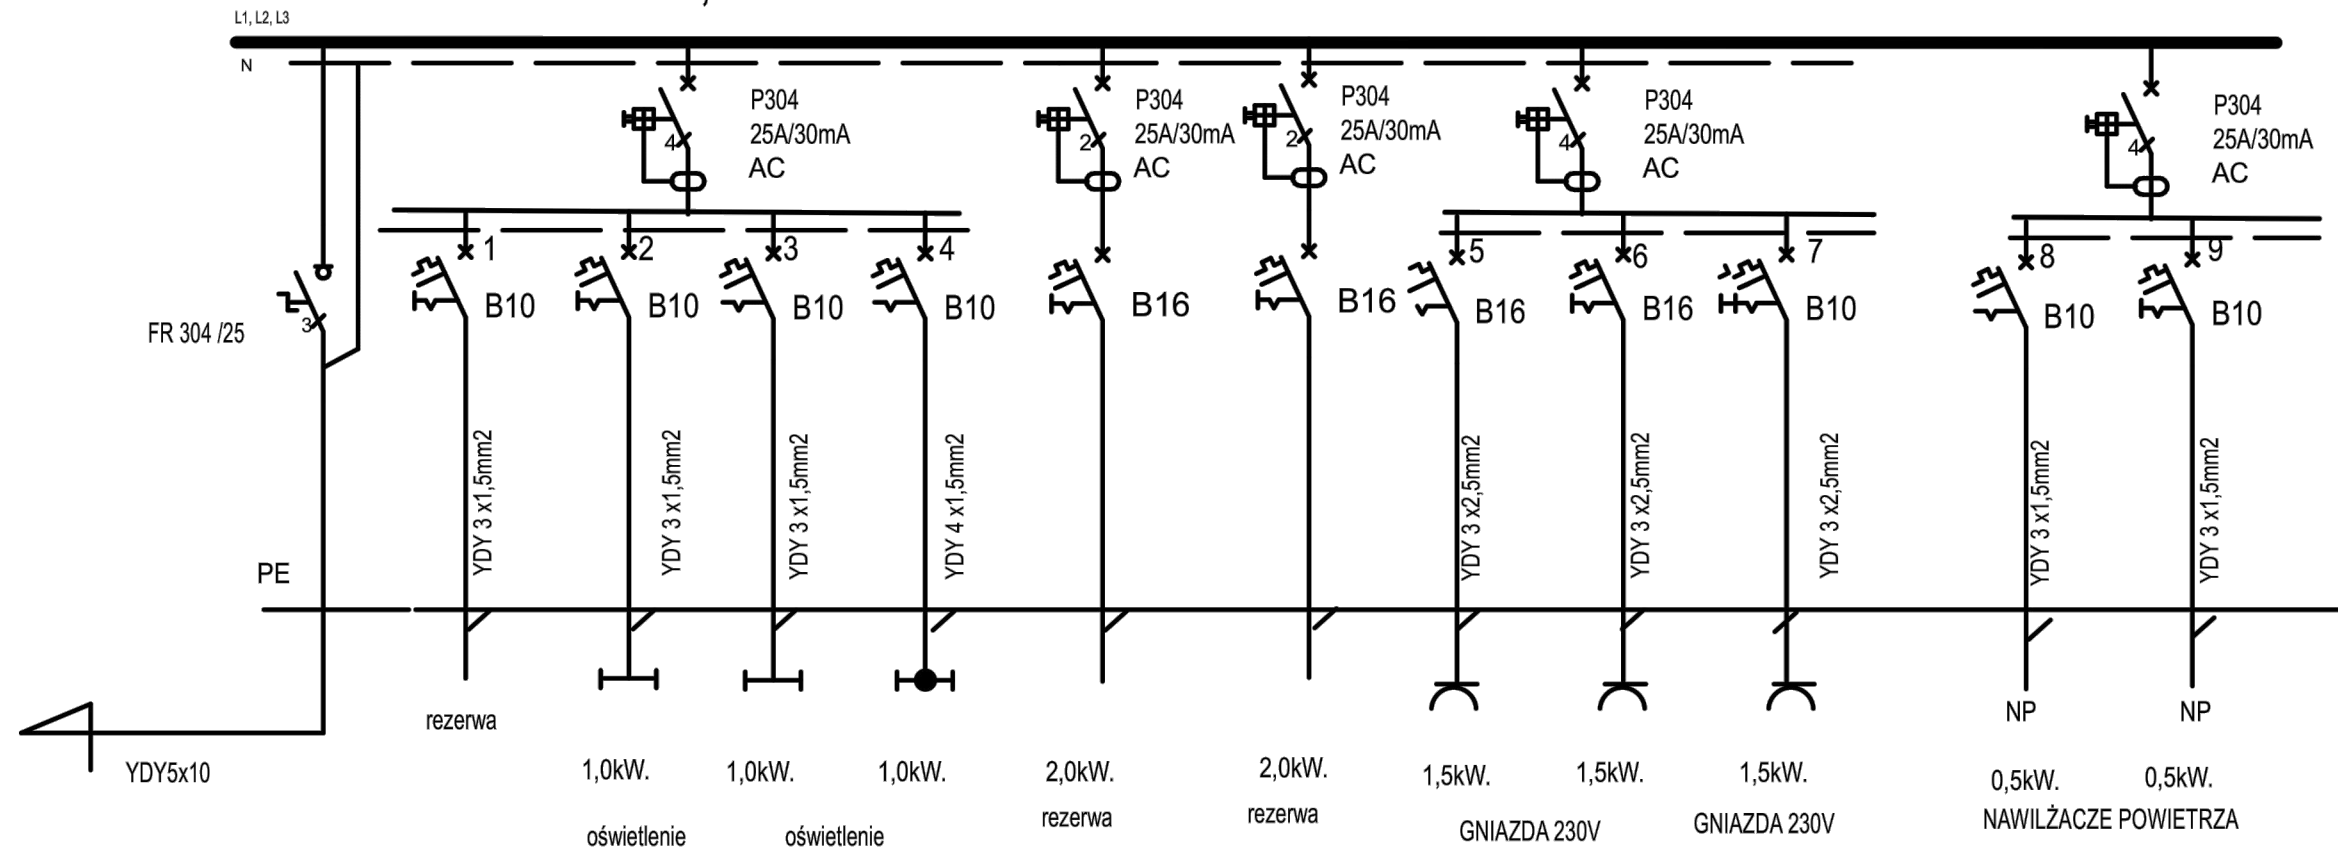 L1, L2, L3
N
P304
25A/30mA
AC
4
P304
25A/30mA
AC
2
P304
25A/30mA
AC
2
P304
25A/30mA
AC
4
P304
25A/30mA
AC
4
FR 304 /25
3
1
B10
2
B10
3
B10
4
B10
B16
B16
5
B16
6
B16
7
B10
8
B10
9
B10
YDY 3 x1,5mm2
YDY 3 x1,5mm2
YDY 3 x1,5mm2
YDY 4 x1,5mm2
YDY 3 x2,5mm2
YDY 3 x2,5mm2
YDY 3 x2,5mm2
YDY 3 x1,5mm2
YDY 3 x1,5mm2
PE
YDY5x10
rezerwa
NP
NP
1,0kW.
1,0kW.
1,0kW.
2,0kW.
2,0kW.
1,5kW.
1,5kW.
1,5kW.
0,5kW.
0,5kW.
oświetlenie
oświetlenie
rezerwa
rezerwa
GNIAZDA 230V
GNIAZDA 230V
NAWILŻACZE POWIETRZA